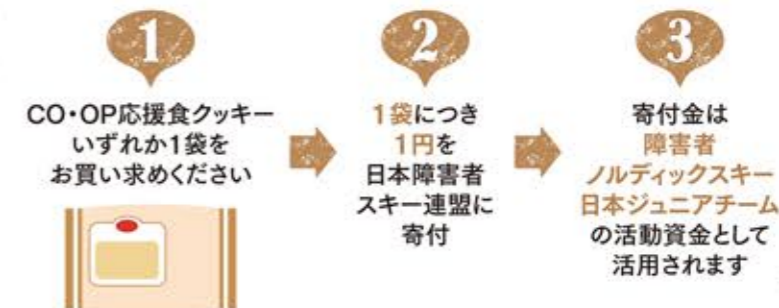 1
CO・OP応援食クッキー
いずれか1袋を
お買い求めください
2
1袋につき
1円を
日本障害者
スキー連盟に
寄付
3
寄付金は
障害者
ノルディックスキー
日本ジュニアチーム
の活動資金として
活用されます